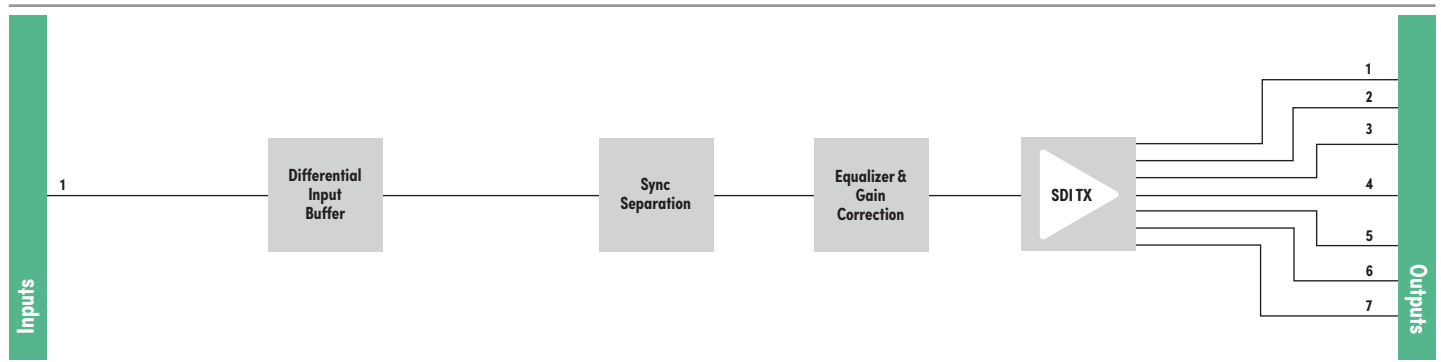 Inputs
1
Differential
Input
Buffer
Sync
Separation
Equalizer &
Gain
Correction
SDI TX
1
2
3
4
5
6
7
Outputs